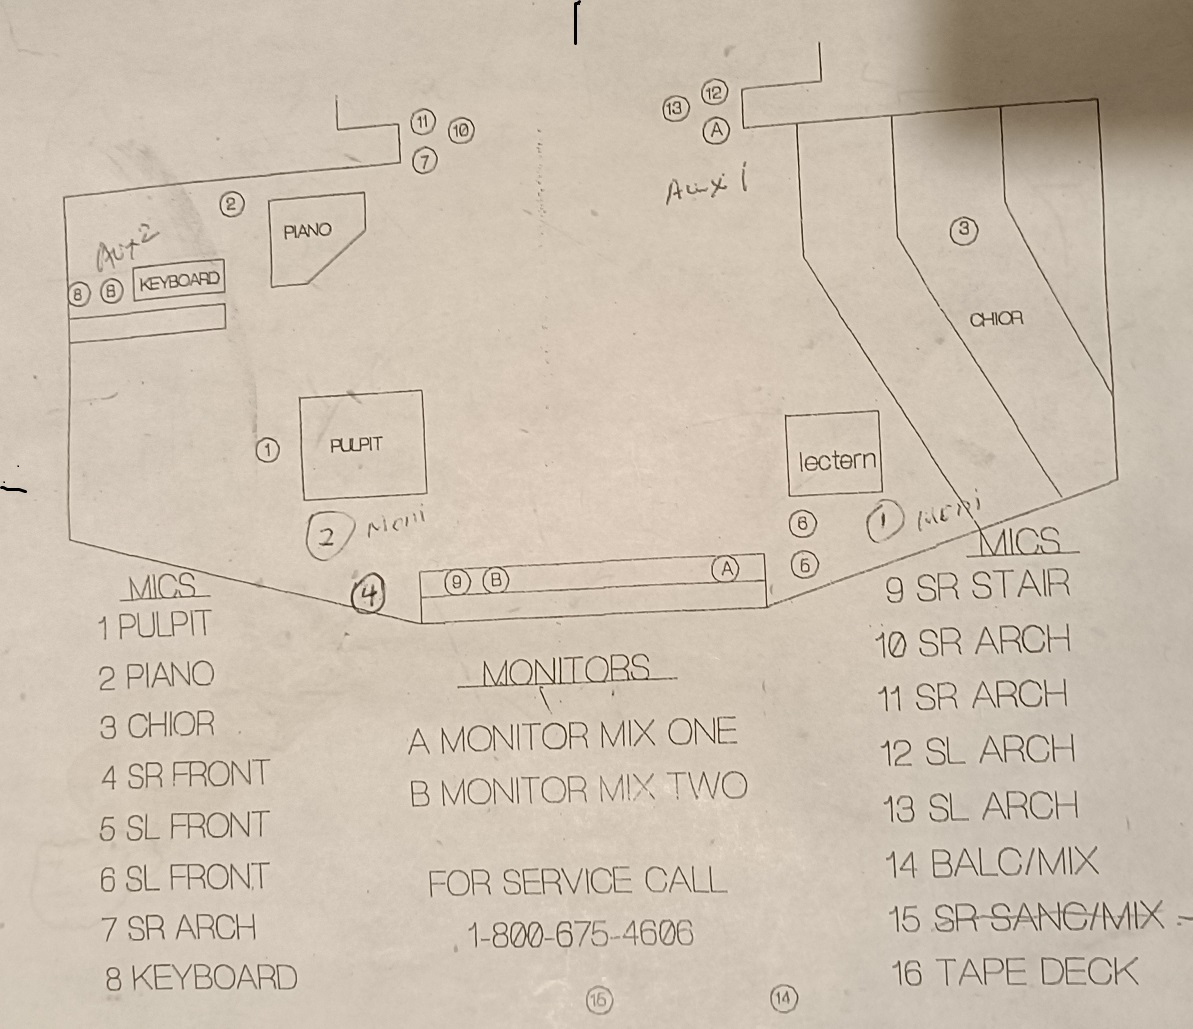 13 12
A
11 10
7
Aux 1
2
PIANO
3
Aux 2
8 B KEYBOARD
CHIOR
1
PULPIT
lectern
2 Moni
6 1 Moni
9 B A
6
4
MICS
1 PULPIT
2 PIANO
3 CHIOR
4 SR FRONT
5 SL FRONT
6 SL FRONT
7 SR ARCH
8 KEYBOARD
MONITORS
A MONITOR MIX ONE
B MONITOR MIX TWO
FOR SERVICE CALL
1-800-675-4606
MICS
9 SR STAIR
10 SR ARCH
11 SR ARCH
12 SL ARCH
13 SL ARCH
14 BALC/MIX
15 SR SANC/MIX
16 TAPE DECK
14